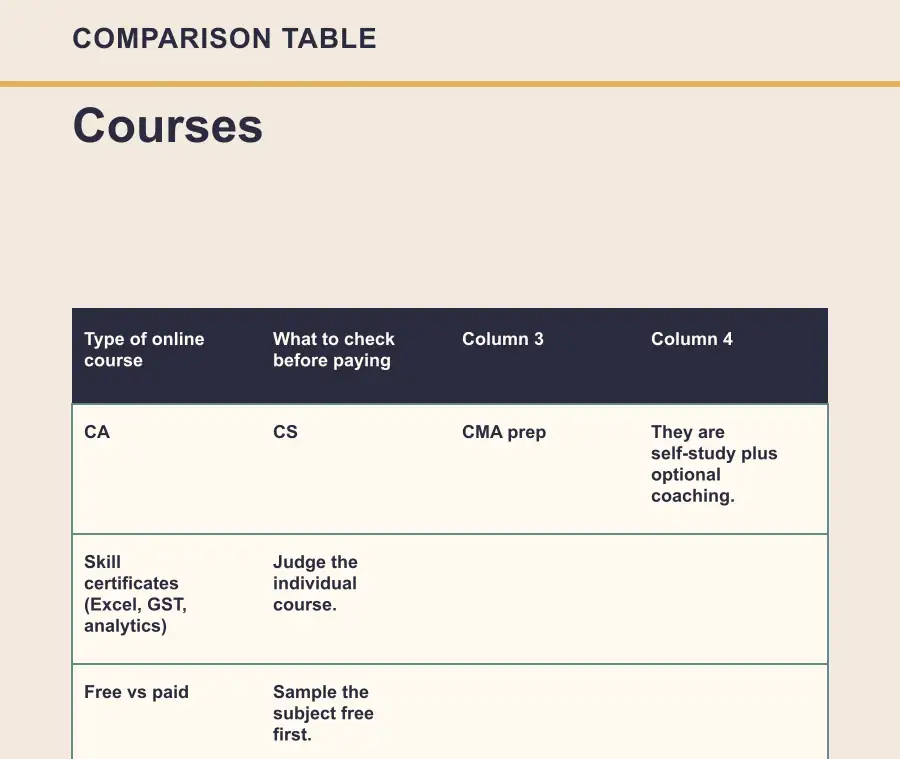 COMPARISON TABLE
Courses
Type of online
course
What to check
before paying
Column 3
Column 4
CA
CS
CMA prep
They are
self-study plus
optional
coaching.
Skill
certificates
(Excel, GST,
analytics)
Judge the
individual
course.
Free vs paid
Sample the
subject free
first.